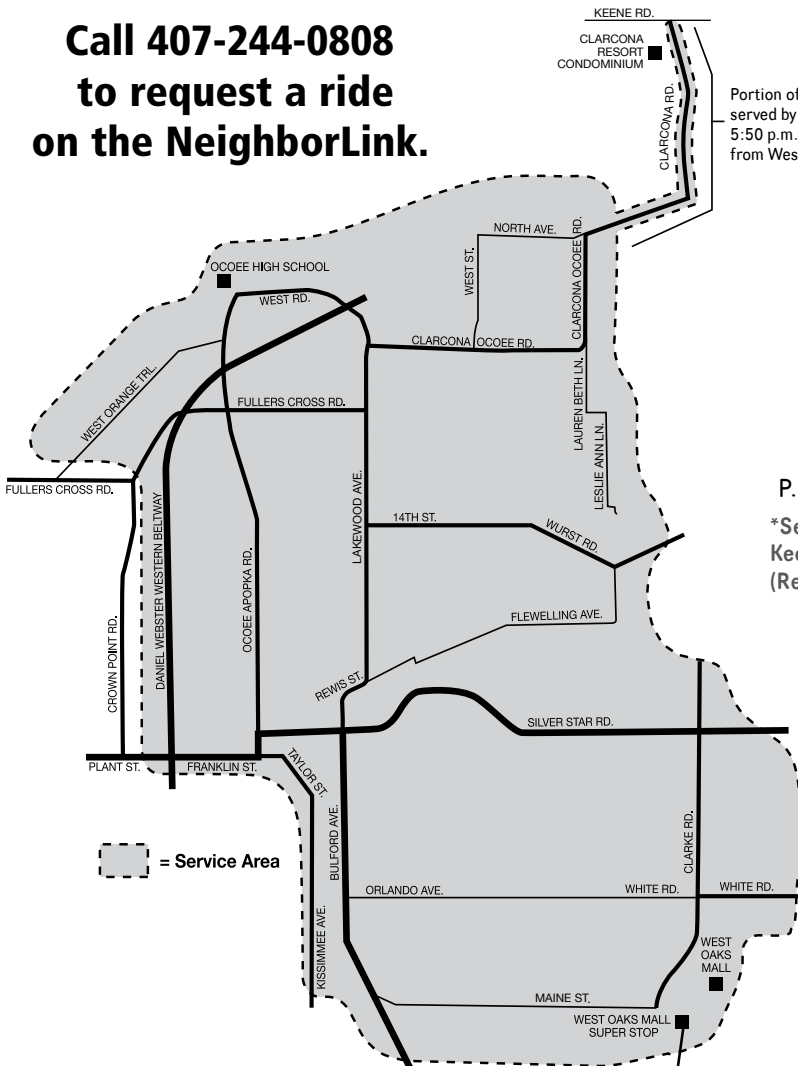 Call 407-244-0808
to request a ride
on the NeighborLink.
KEENE RD.
CLARCONA
RESORT
CONDOMINIUM
CLARCONA RD.
Portion of
served by
5:50 p.m.
from Wes
NORTH AVE.
WEST ST.
CLARCONA OCOEE RD.
OCOEE HIGH SCHOOL
WEST RD.
CLARCONA OCOEE RD.
WEST ORANGE TRL.
FULLERS CROSS RD.
LAUREN BETH LN.
LESLIE ANN LN.
FULLERS CROSS RD.
P.
*Se
Kee
(Re
LAKEWOOD AVE.
14TH ST.
WURST RD.
DANIEL WEBSTER WESTERN BELTWAY
OCOEE APOPKA RD.
CROWN POINT RD.
FLEWELLING AVE.
REWIS ST.
SILVER STAR RD.
PLANT ST.
FRANKLIN ST.
TAYLOR ST.
BULFORD AVE.
CLARKE RD.
= Service Area
ORLANDO AVE.
WHITE RD.
WHITE RD.
KISSIMMEE AVE.
WEST
OAKS
MALL
MAINE ST.
WEST OAKS MALL
SUPER STOP